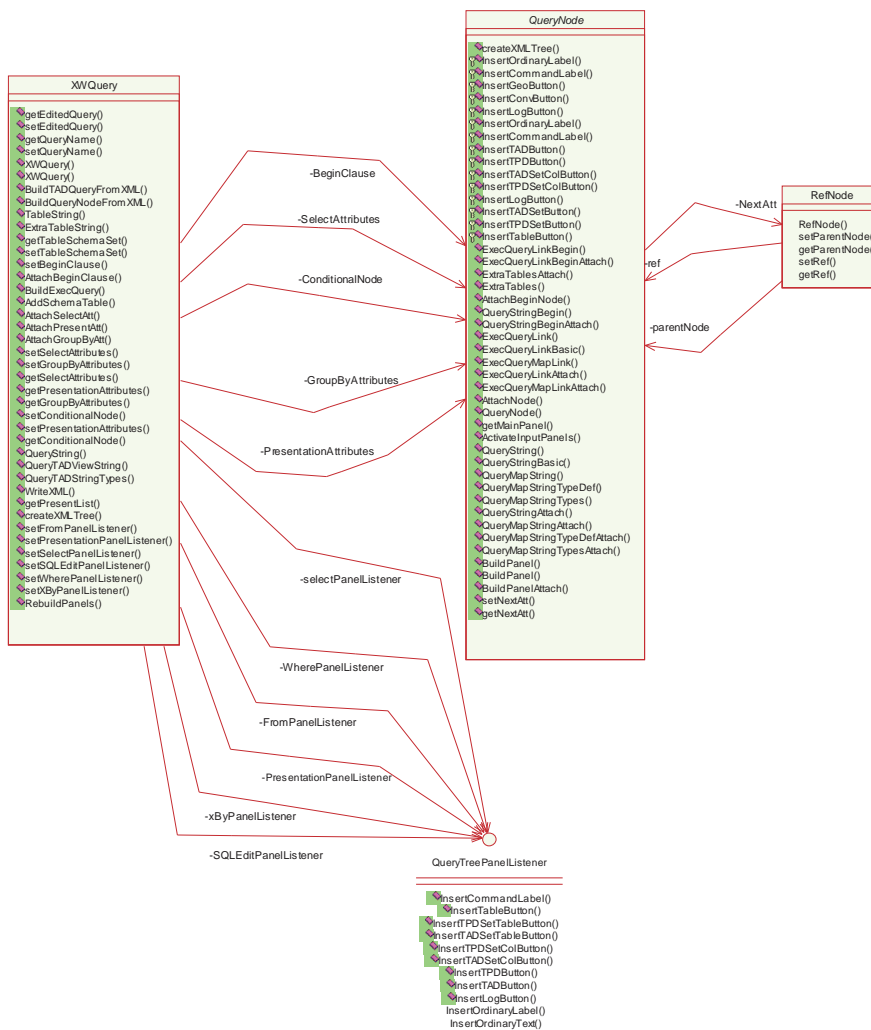 XWQuery
getEditedQuery()
setEditedQuery()
getQueryName()
setQueryName()
XWQuery()
XWQuery()
BuildTADQueryFromXML()
BuildQueryNodeFromXML()
TableString()
ExtraTableString()
getTableSchemaSet()
setTableSchemaSet()
setBeginClause()
AttachBeginClause()
BuildExecQuery()
AddSchemaTable()
AttachSelectAtt()
AttachPresentAtt()
AttachGroupByAtt()
setSelectAttributes()
setGroupByAttributes()
getSelectAttributes()
getPresentationAttributes()
getGroupByAttributes()
setConditionalNode()
setPresentationAttributes()
getConditionalNode()
QueryString()
QueryTADViewString()
QueryTADStringTypes()
WriteXML()
getPresentList()
createXMLTree()
setFromPanelListener()
setPresentationPanelListener()
setSelectPanelListener()
setSQLEditPanelListener()
setWherePanelListener()
setXByPanelListener()
RebuildPanels()
-BeginClause
-SelectAttributes
-ConditionalNode
-GroupByAttributes
-PresentationAttributes
-selectPanelListener
-WherePanelListener
-FromPanelListener
-PresentationPanelListener
-xByPanelListener
-SQLEditPanelListener
QueryNode
createXMLTree()
InsertOrdinaryLabel()
InsertCommandLabel()
InsertGeoButton()
InsertConvButton()
InsertLogButton()
InsertOrdinaryLabel()
InsertCommandLabel()
InsertTADButton()
InsertTPDButton()
InsertTADSetColButton()
InsertTPDSetColButton()
InsertLogButton()
InsertTADSetButton()
InsertTPDSetButton()
InsertTableButton()
ExecQueryLinkBegin()
ExecQueryLinkBeginAttach()
ExtraTablesAttach()
ExtraTables()
AttachBeginNode()
QueryStringBegin()
QueryStringBeginAttach()
ExecQueryLink()
ExecQueryLinkBasic()
ExecQueryMapLink()
ExecQueryLinkAttach()
ExecQueryMapLinkAttach()
AttachNode()
QueryNode()
getMainPanel()
ActivateInputPanels()
QueryString()
QueryStringBasic()
QueryMapString()
QueryMapStringTypeDef()
QueryMapStringTypes()
QueryStringAttach()
QueryMapStringAttach()
QueryMapStringTypeDefAttach()
QueryMapStringTypesAttach()
BuildPanel()
BuildPanel()
BuildPanelAttach()
setNextAtt()
getNextAtt()
-NextAtt
-ref
-parentNode
RefNode
RefNode()
setParentNode(
getParentNode(
setRef()
getRef()
QueryTreePanelListener
InsertCommandLabel()
InsertTableButton()
InsertTPDSetTableButton()
InsertTADSetTableButton()
InsertTPDSetColButton()
InsertTADSetColButton()
InsertTPDButton()
InsertTADButton()
InsertLogButton()
InsertOrdinaryLabel()
InsertOrdinaryText()